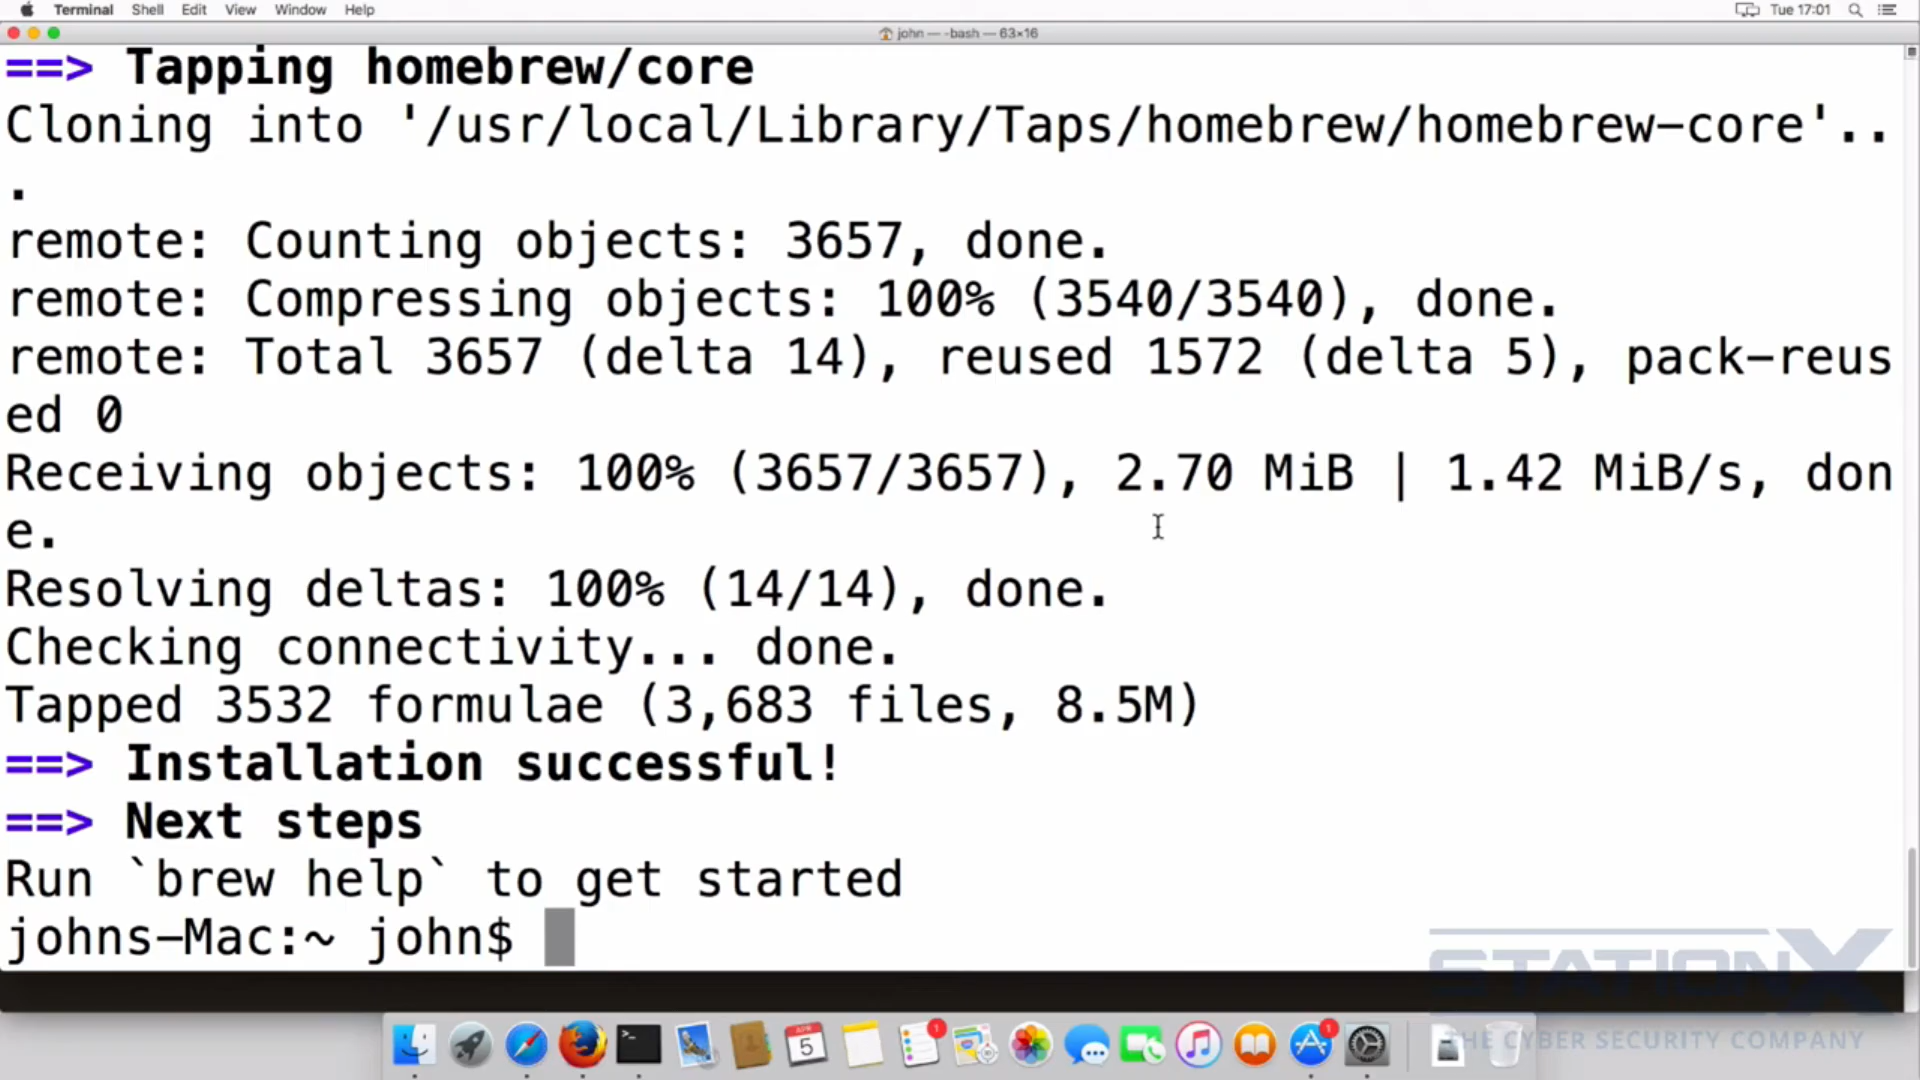 Terminal Shell Edit View Window Help Tue 17:01
john — -bash — 63×16
==> Tapping homebrew/core
Cloning into '/usr/local/Library/Taps/homebrew/homebrew-core'..
.
remote: Counting objects: 3657, done.
remote: Compressing objects: 100% (3540/3540), done.
remote: Total 3657 (delta 14), reused 1572 (delta 5), pack-reus
ed 0
Receiving objects: 100% (3657/3657), 2.70 MiB | 1.42 MiB/s, don
e.
Resolving deltas: 100% (14/14), done.
Checking connectivity... done.
Tapped 3532 formulae (3,683 files, 8.5M)
==> Installation successful!
==> Next steps
Run `brew help` to get started
johns-Mac:~ john$
STATIONX
THE CYBER SECURITY COMPANY
APR
5
1
1